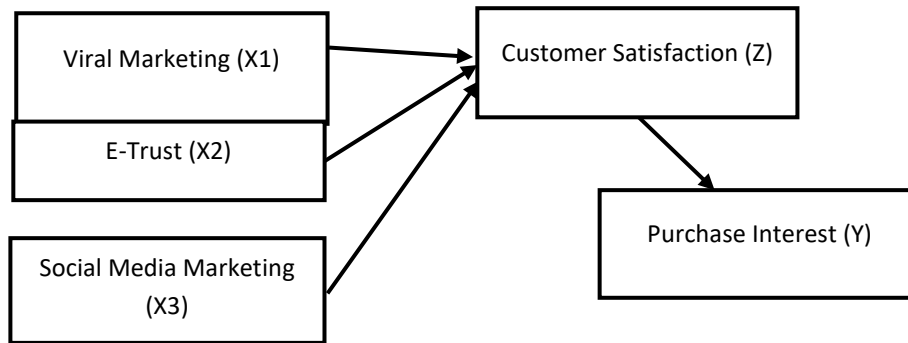 Viral Marketing (X1)
E-Trust (X2)
Social Media Marketing
(X3)
Customer Satisfaction (Z)
Purchase Interest (Y)